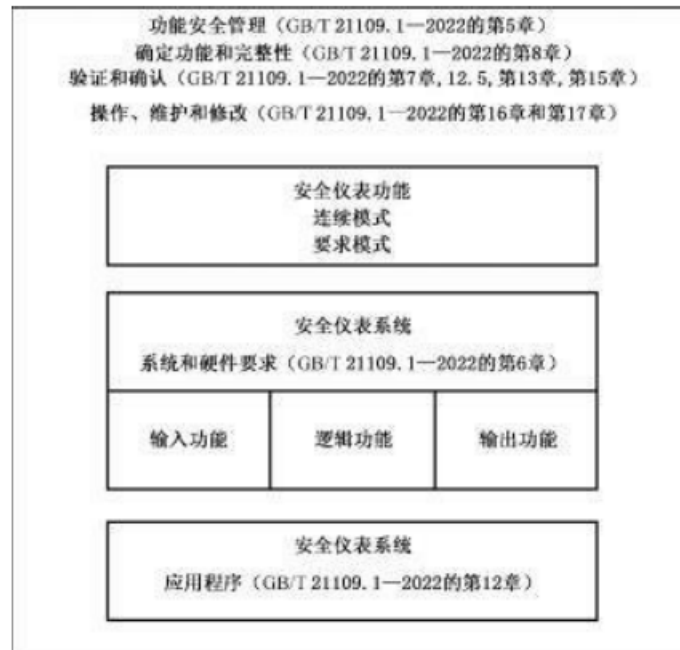 功能安全管理（GB/T 21109.1—2022的第5章）
确定功能和完整性（GB/T 21109.1—2022的第8章）
验证和确认（GB/T 21109.1—2022的第7章，12.5，第13章，第15章）
操作、维护和修改（GB/T 21109.1—2022的第16章和第17章）
安全仪表功能
连续模式
要求模式
安全仪表系统
系统和硬件要求（GB/T 21109.1—2022的第6章）
输入功能
逻辑功能
输出功能
安全仪表系统
应用程序（GB/T 21109.1—2022的第12章）